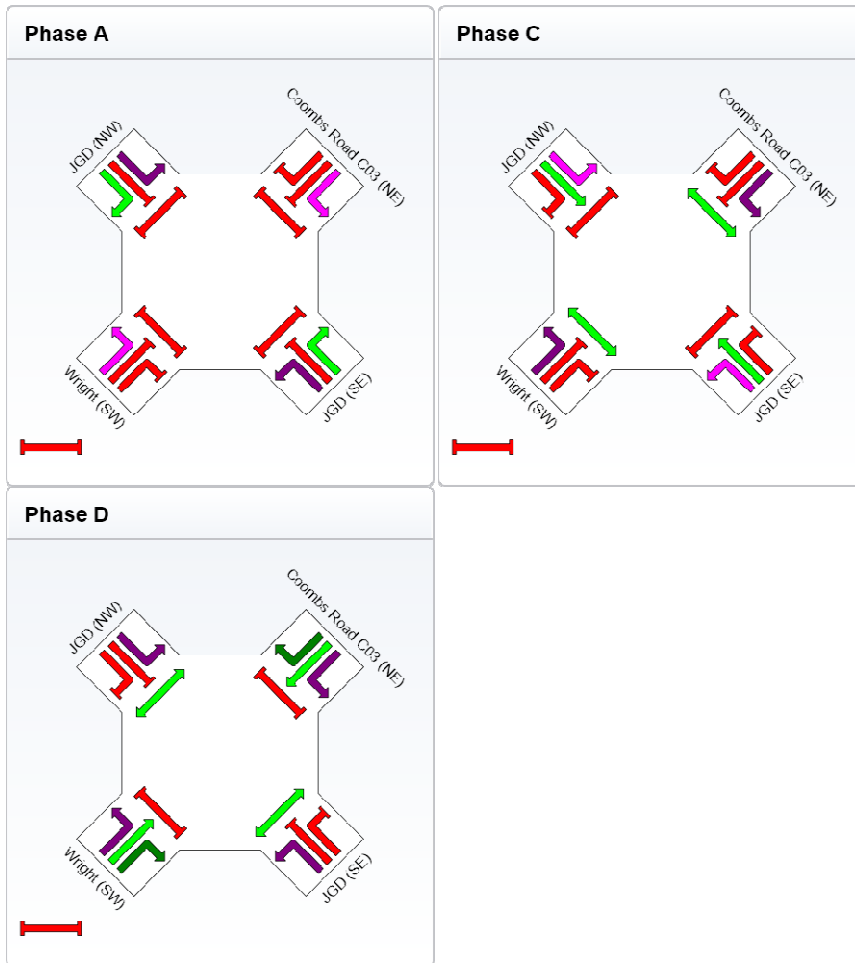 Phase A
JGD (NW)
Coombs Road C03 (NE)
Wright (SW)
JGD (SE)
Phase C
JGD (NW)
Coombs Road C03 (NE)
Wright (SW)
JGD (SE)
Phase D
JGD (NW)
Coombs Road C03 (NE)
Wright (SW)
JGD (SE)